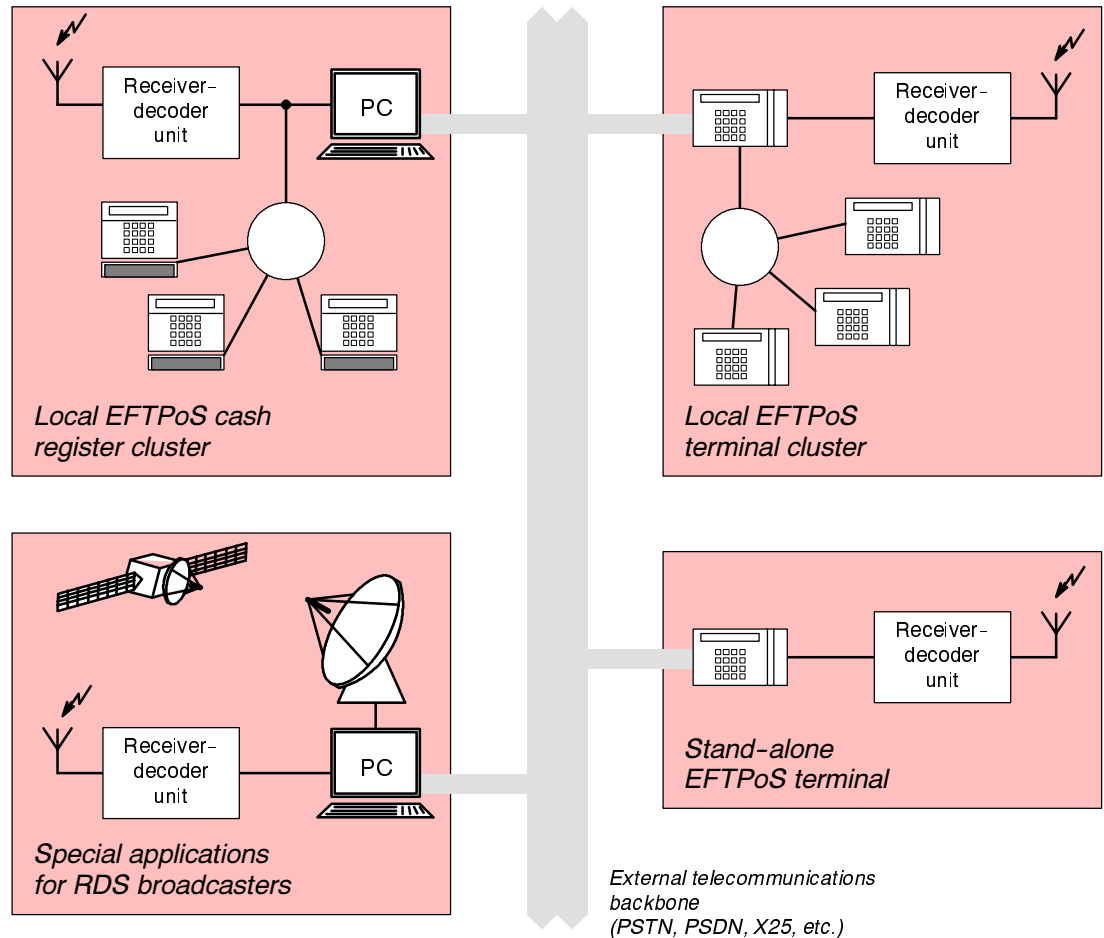 Receiver-
decoder
unit
PC
Local EFTPoS cash
register cluster
Receiver-
decoder
unit
Local EFTPoS
terminal cluster
Receiver-
decoder
unit
PC
Special applications
for RDS broadcasters
Receiver-
decoder
unit
Stand-alone
EFTPoS terminal
External telecommunications
backbone
(PSTN, PSDN, X25, etc.)